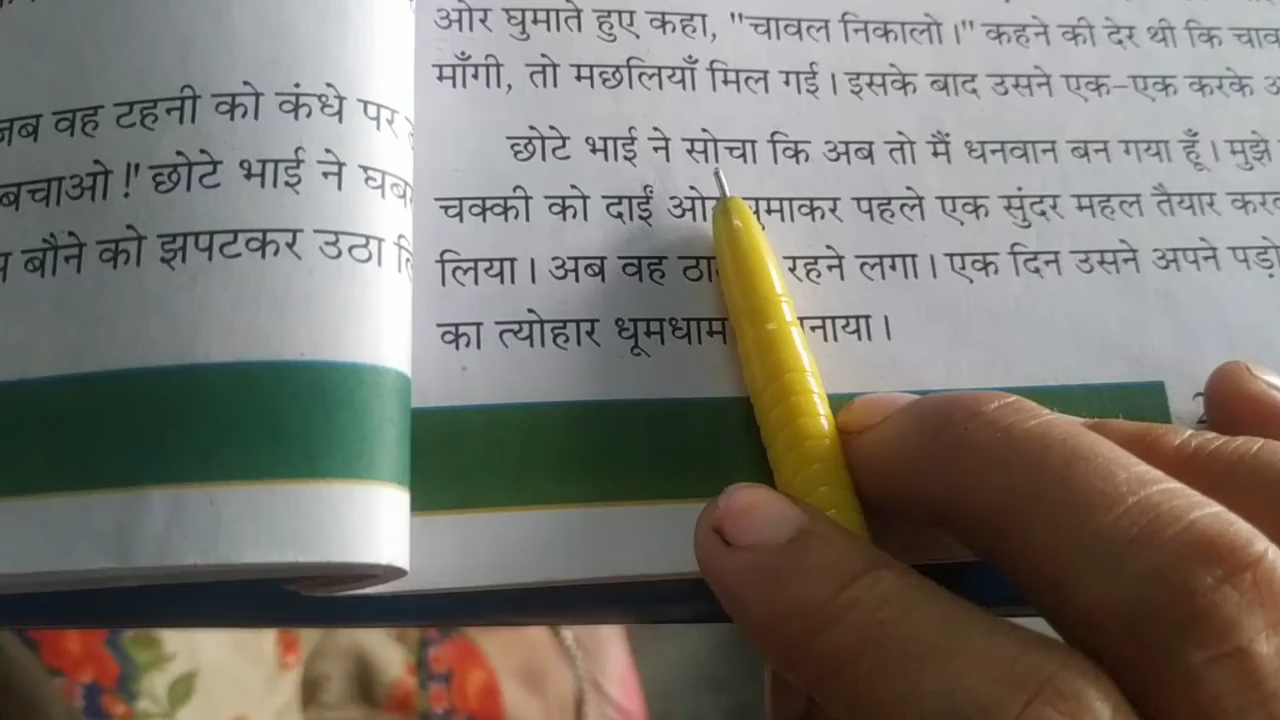 जब वह टहनी को कंधे पर
बचाओ !" छोटे भाई ने
बौने को झपटकर उठा
ओर घुमाते हुए कहा, "चावल निकालो।" कहने की देर थी कि
माँगी, तो मछलियाँ मिल गईं। इसके बाद उसने एक-एक करके
छोटे भाई ने सोचा कि अब तो मैं धनवान बन गया हूँ। मुझे
चक्की को दाईं पहले एक सुंदर महल तैयार
लिया। अब वह रहने लगा। एक दिन उसने अपने
का त्योहार धूमधाम